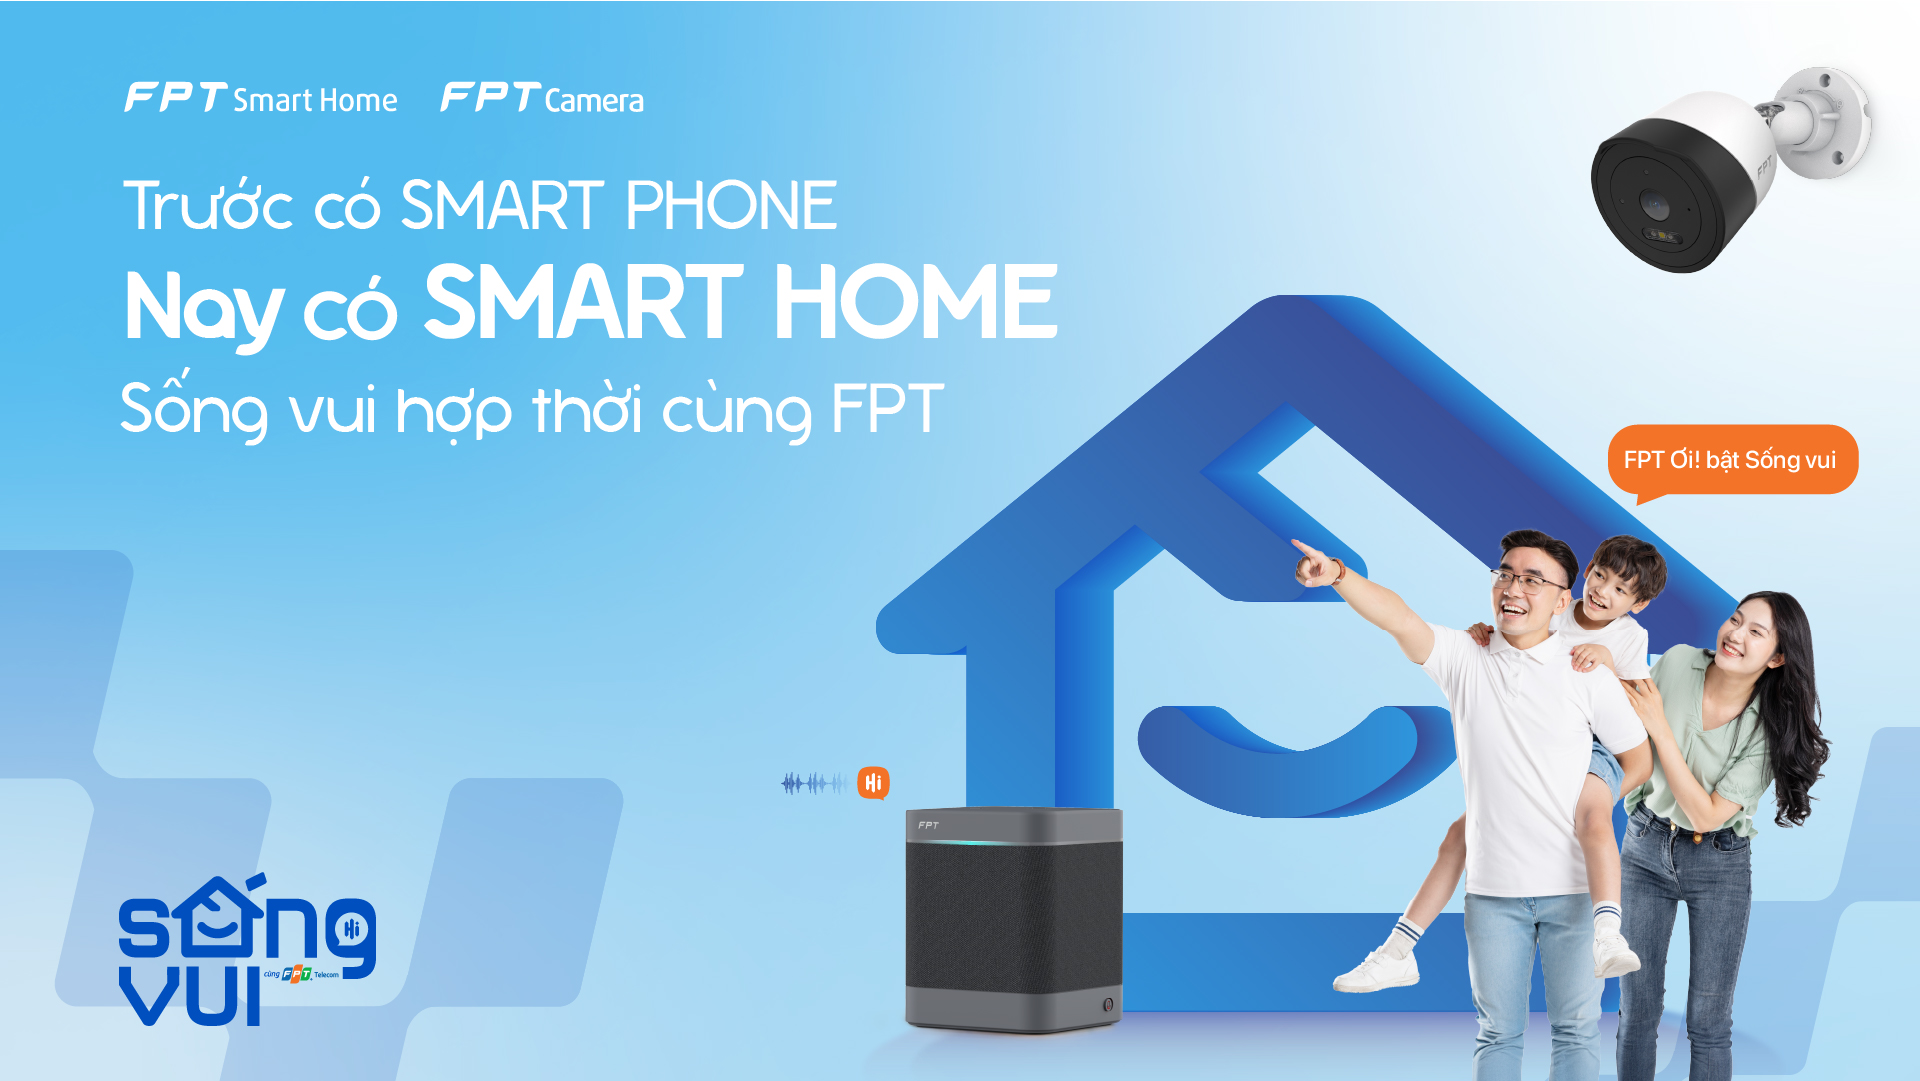 FPT Smart Home FPT Camera
Trước có SMART PHONE
Nay có SMART HOME
Sống vui hợp thời cùng FPT
FPT
FPT Ơi! bật Sống vui
Hi
FPT
SỐNG
Hi
VUI
cùng FPT Telecom